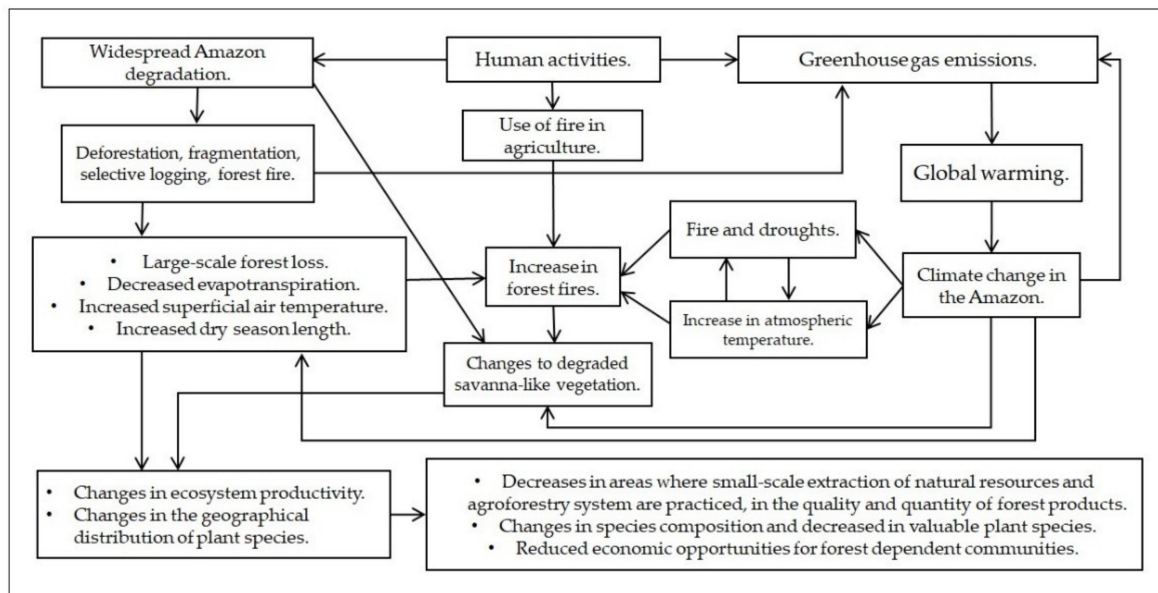 Widespread Amazon
degradation.
Human activities.
Greenhouse gas emissions.
Use of fire in
agriculture.
Deforestation, fragmentation,
selective logging, forest fire.
Global warming.
Fire and droughts.
• Large-scale forest loss.
• Decreased evapotranspiration.
• Increased superficial air temperature.
• Increased dry season length.
Increase in
forest fires.
Climate change in
the Amazon.
Increase in atmospheric
temperature.
Changes to degraded
savanna-like vegetation.
• Changes in ecosystem productivity.
• Changes in the geographical
distribution of plant species.
• Decreases in areas where small-scale extraction of natural resources and
agroforestry system are practiced, in the quality and quantity of forest products.
• Changes in species composition and decreased in valuable plant species.
• Reduced economic opportunities for forest dependent communities.